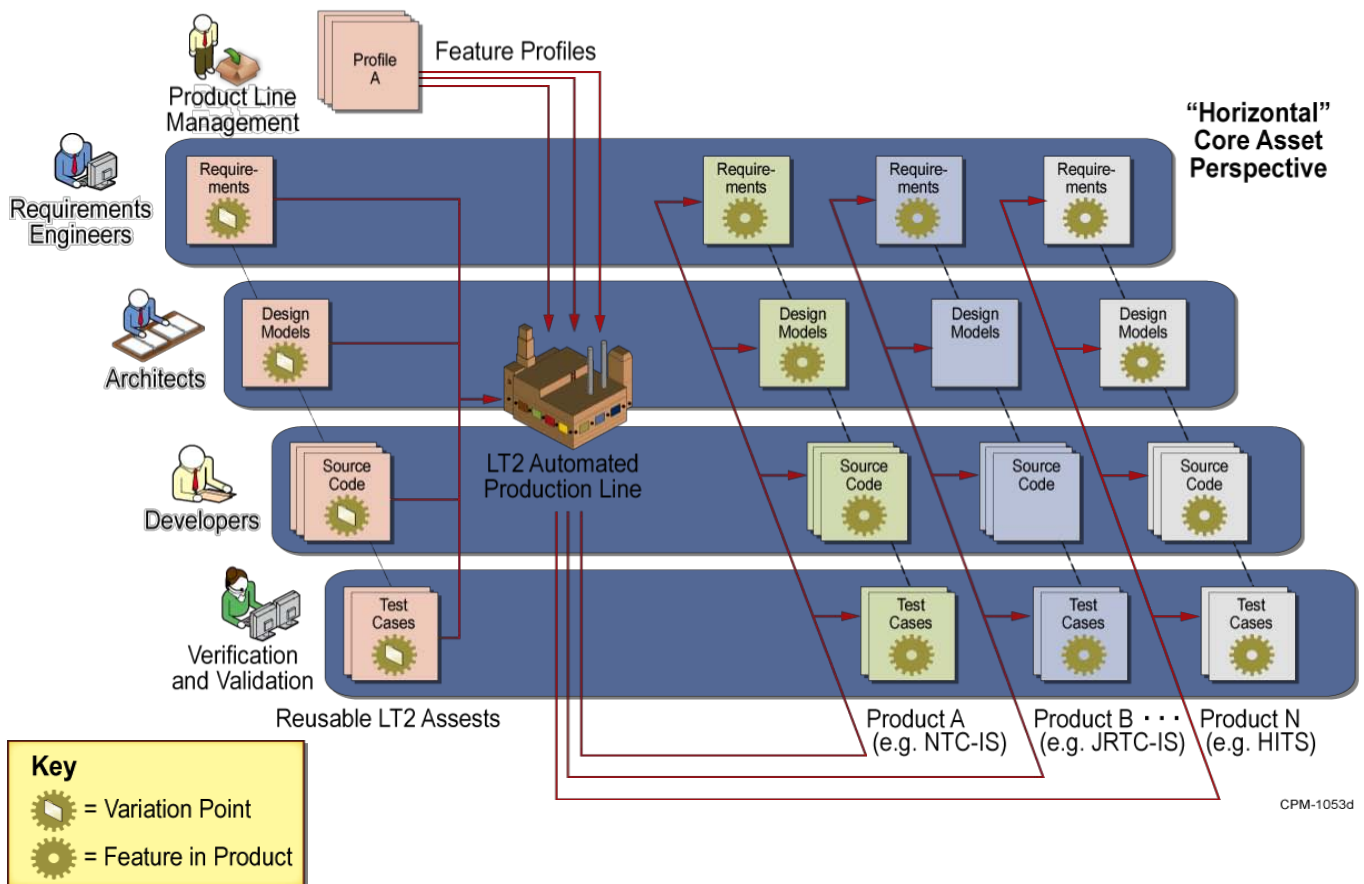 Profile
A
Feature Profiles
Product Line
Management
“Horizontal”
Core Asset
Perspective
Requirements
Engineers
Require-
ments
Require-
ments
Require-
ments
Require-
ments
Architects
Design
Models
Design
Models
Design
Models
Design
Models
LT2 Automated
Production Line
Developers
Source
Code
Source
Code
Source
Code
Source
Code
Verification
and Validation
Test
Cases
Test
Cases
Test
Cases
Test
Cases
Reusable LT2 Assests
Product A
(e.g. NTC-IS)
Product B · · ·
(e.g. JRTC-IS)
Product N
(e.g. HITS)
Key
= Variation Point
= Feature in Product
CPM-1053d